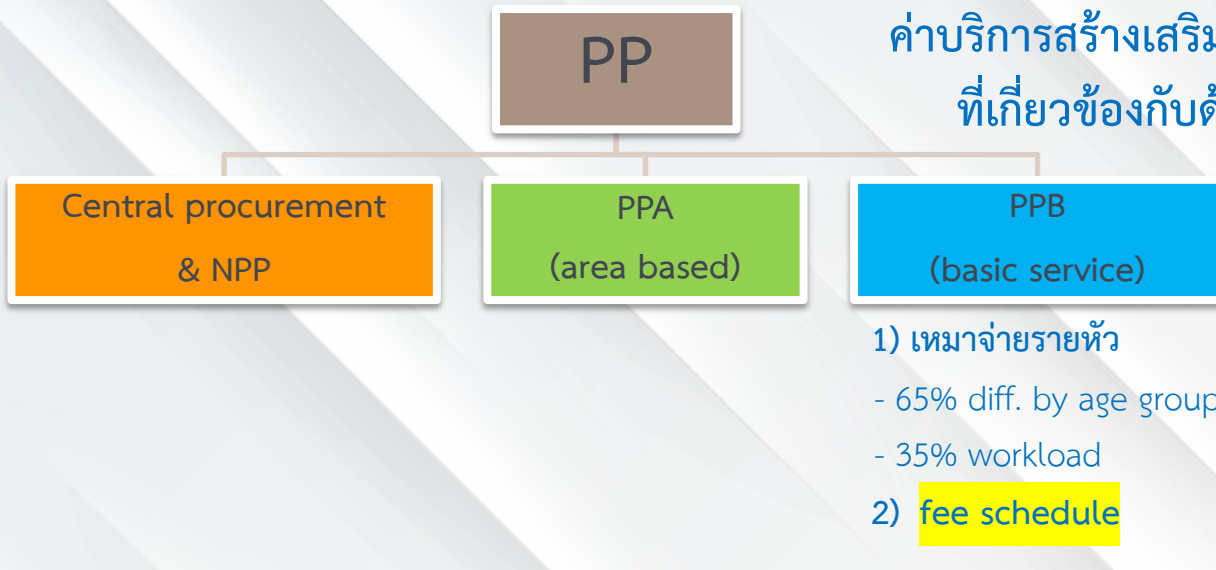 PP
ค่าบริการสร้างเสริม
ที่เกี่ยวข้องกับด้
Central procurement
& NPP
PPA
(area based)
PPB
(basic service)
1) เหมาจ่ายรายหัว
- 65% diff. by age group
- 35% workload
2) fee schedule